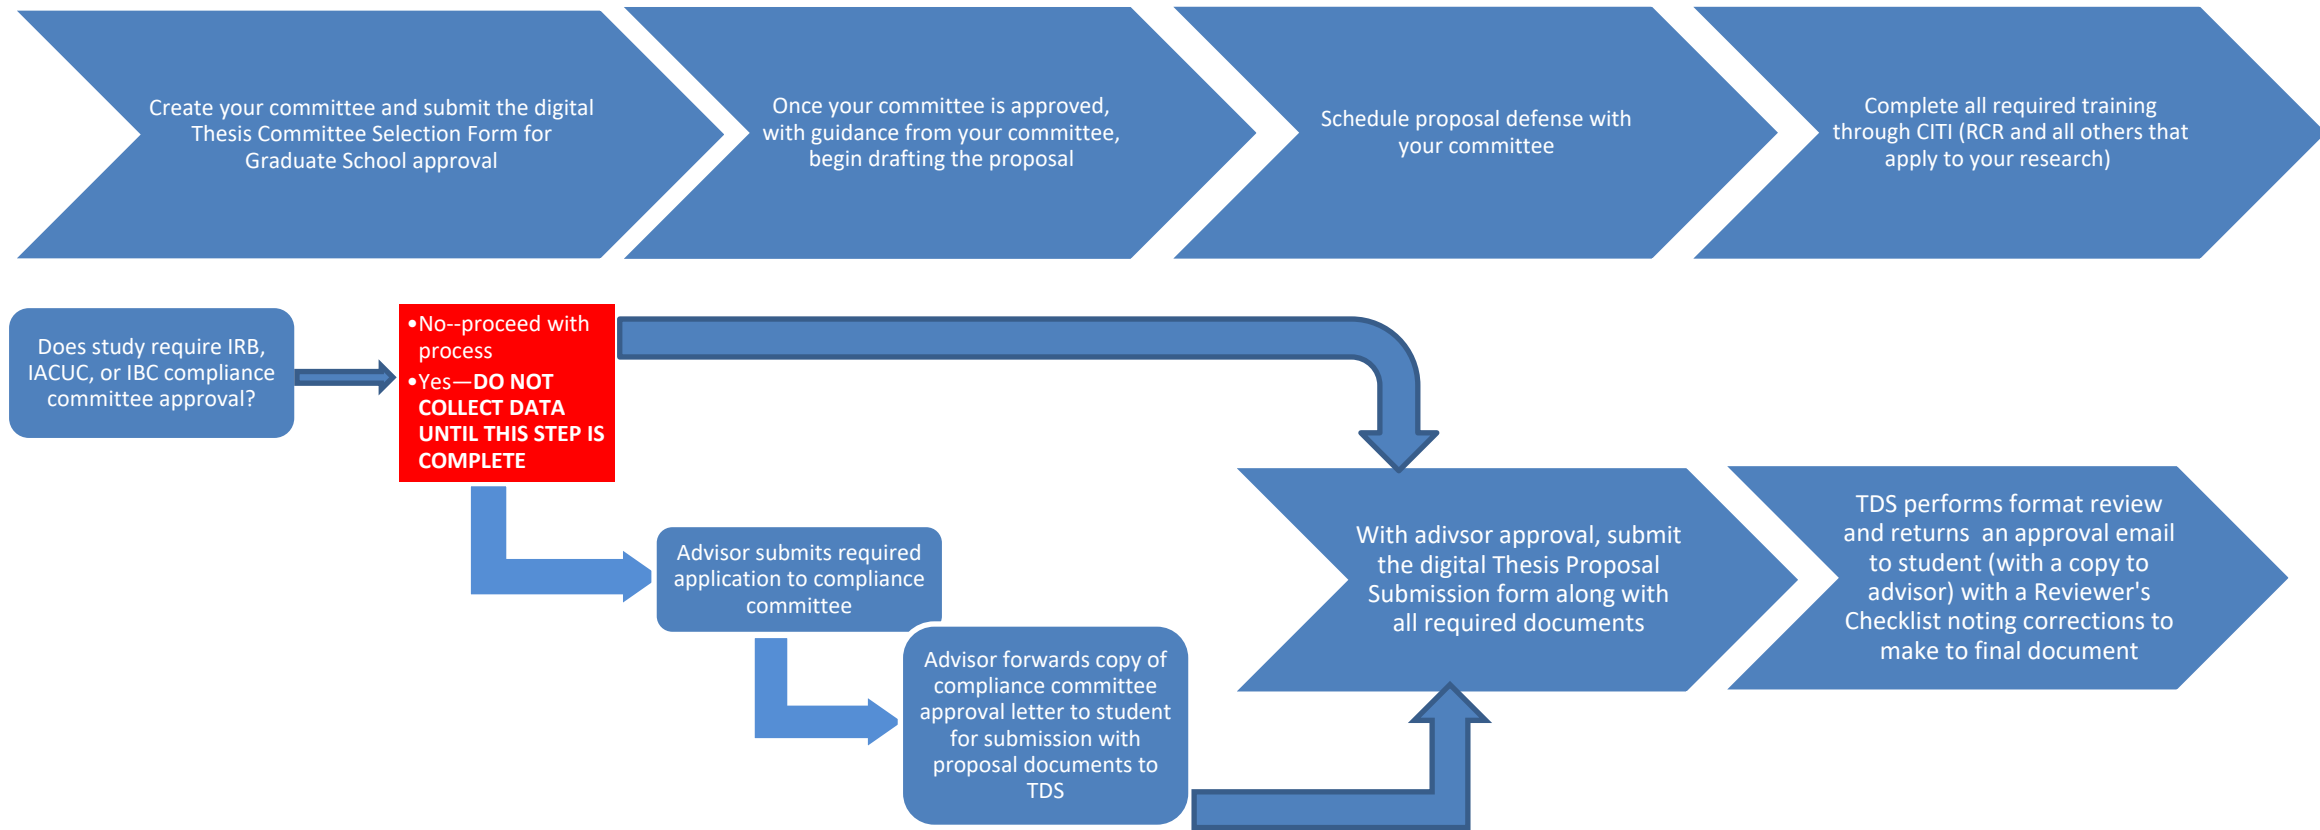 Create your committee and submit the digital
Thesis Committee Selection Form for
Graduate School approval
Once your committee is approved,
with guidance from your committee,
begin drafting the proposal
Schedule proposal defense with
your committee
Complete all required training
through CITI (RCR and all others that
apply to your research)
Does study require IRB,
IACUC, or IBC compliance
committee approval?
•No--proceed with
process
•Yes—DO NOT
COLLECT DATA
UNTIL THIS STEP IS
COMPLETE
Advisor submits required
application to compliance
committee
Advisor forwards copy of
compliance committee
approval letter to student
for submission with
proposal documents to
TDS
With adivsor approval, submit
the digital Thesis Proposal
Submission form along with
all required documents
TDS performs format review
and returns  an approval email
to student (with a copy to
advisor) with a Reviewer's
Checklist noting corrections to
make to final document